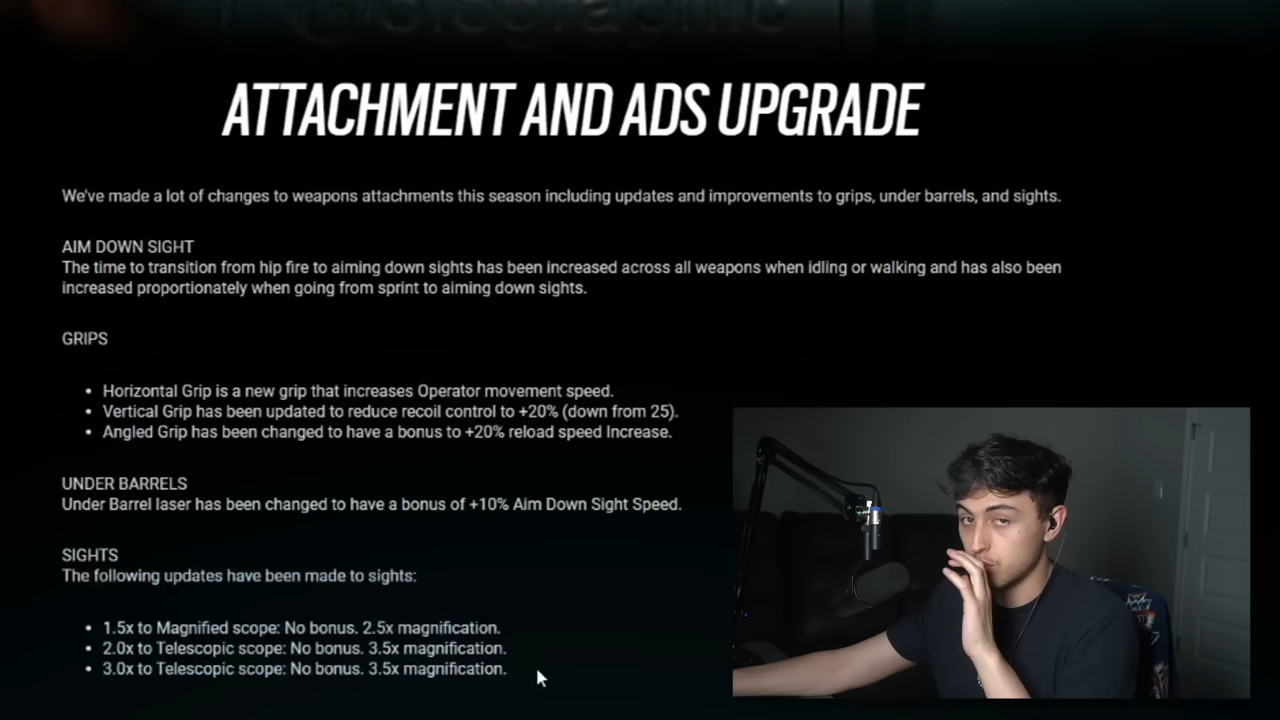 ATTACHMENT AND ADS UPGRADE
We've made a lot of changes to weapons attachments this season including updates and improvements to grips, under barrels, and sights.
AIM DOWN SIGHT
The time to transition from hip fire to aiming down sights has been increased across all weapons when idling or walking and has also been
increased proportionately when going from sprint to aiming down sights.
GRIPS
• Horizontal Grip is a new grip that increases Operator movement speed.
• Vertical Grip has been updated to reduce recoil control to +20% (down from 25).
• Angled Grip has been changed to have a bonus to +20% reload speed Increase.
UNDER BARRELS
Under Barrel laser has been changed to have a bonus of +10% Aim Down Sight Speed.
SIGHTS
The following updates have been made to sights:
• 1.5x to Magnified scope: No bonus. 2.5x magnification.
• 2.0x to Telescopic scope: No bonus. 3.5x magnification.
• 3.0x to Telescopic scope: No bonus. 3.5x magnification.